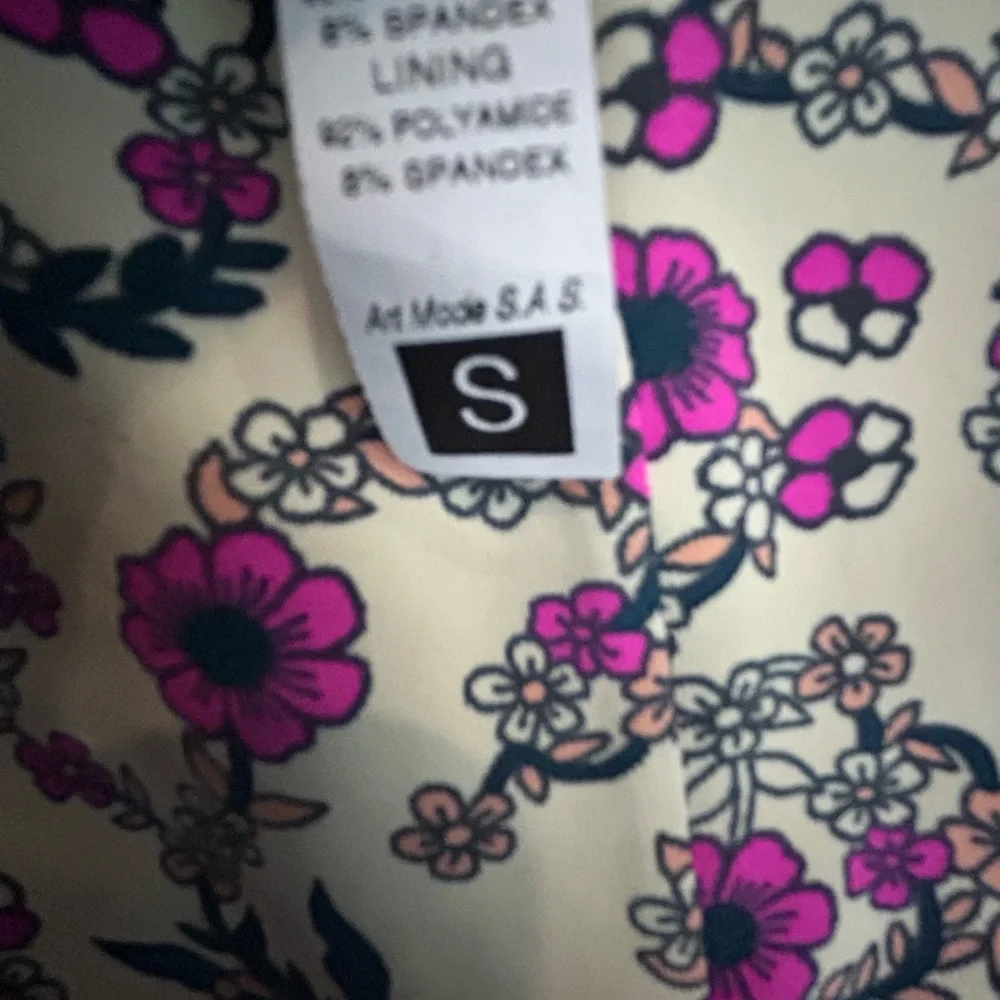 8% SPANDEX
LINING
92% POLYAMIDE
8% SPANDEX
Art Mode S.A.S.
S